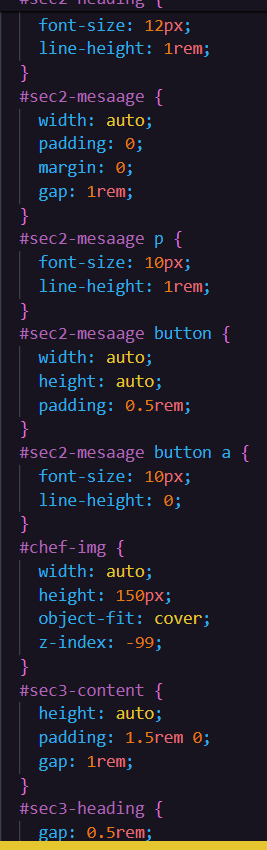 #sec2-heading {
font-size: 12px;
line-height: 1rem;
}
#sec2-mesaage {
width: auto;
padding: 0;
margin: 0;
gap: 1rem;
}
#sec2-mesaage p {
font-size: 10px;
line-height: 1rem;
}
#sec2-mesaage button {
width: auto;
height: auto;
padding: 0.5rem;
}
#sec2-mesaage button a {
font-size: 10px;
line-height: 0;
}
#chef-img {
width: auto;
height: 150px;
object-fit: cover;
z-index: -99;
}
#sec3-content {
height: auto;
padding: 1.5rem 0;
gap: 1rem;
}
#sec3-heading {
gap: 0.5rem;